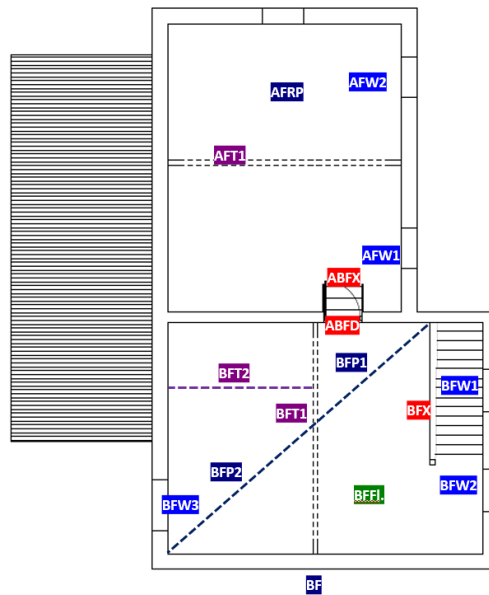 AFW2
AFRP
AFT1
AFW1
ABFX
ABFD
BFP1
BFT2
BFW1
BFX
BFT1
BFP2
BFW2
BFFl.
BFW3
BF